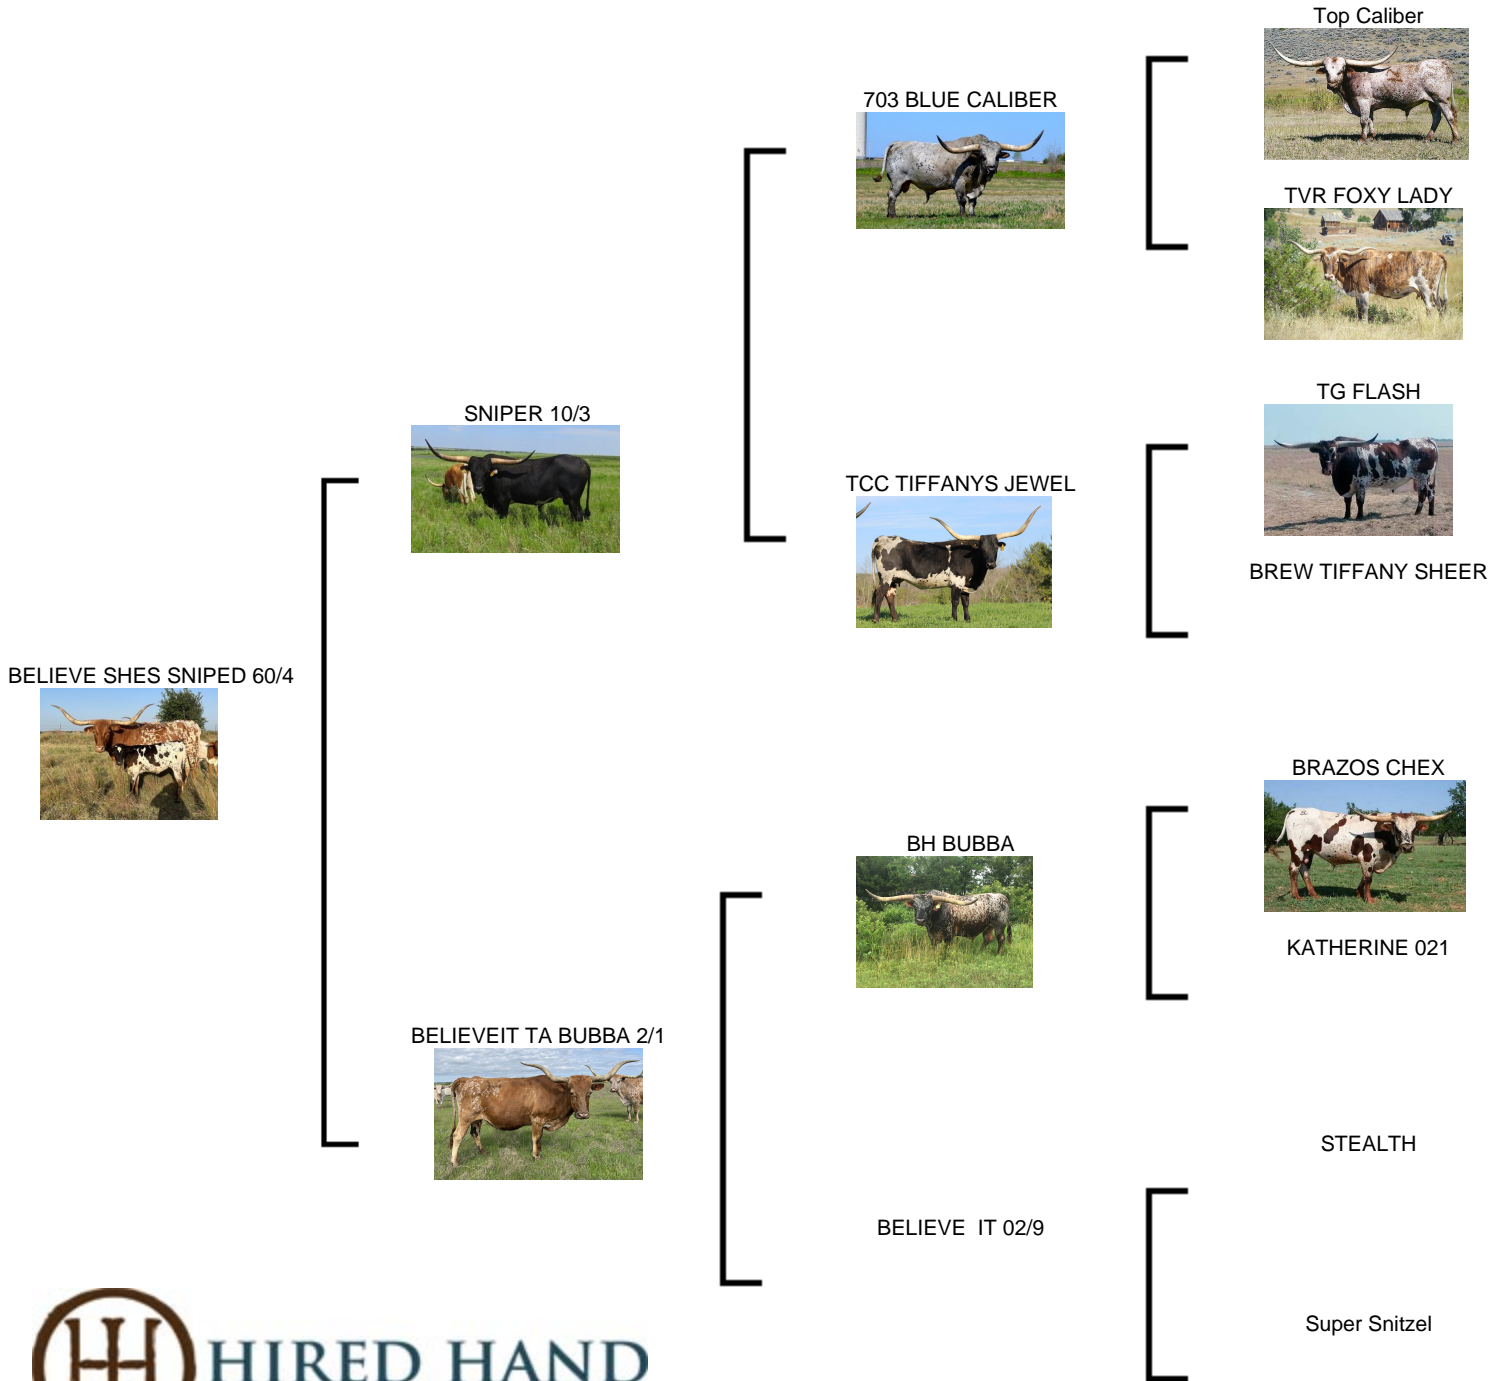 Top Caliber
703 BLUE CALIBER
TVR FOXY LADY
SNIPER 10/3
TG FLASH
TCC TIFFANYS JEWEL
BREW TIFFANY SHEER
BELIEVE SHES SNIPED 60/4
BRAZOS CHEX
BH BUBBA
KATHERINE 021
BELIEVEIT TA BUBBA 2/1
STEALTH
BELIEVE  IT 02/9
Super Snitzel
HIRED HAND